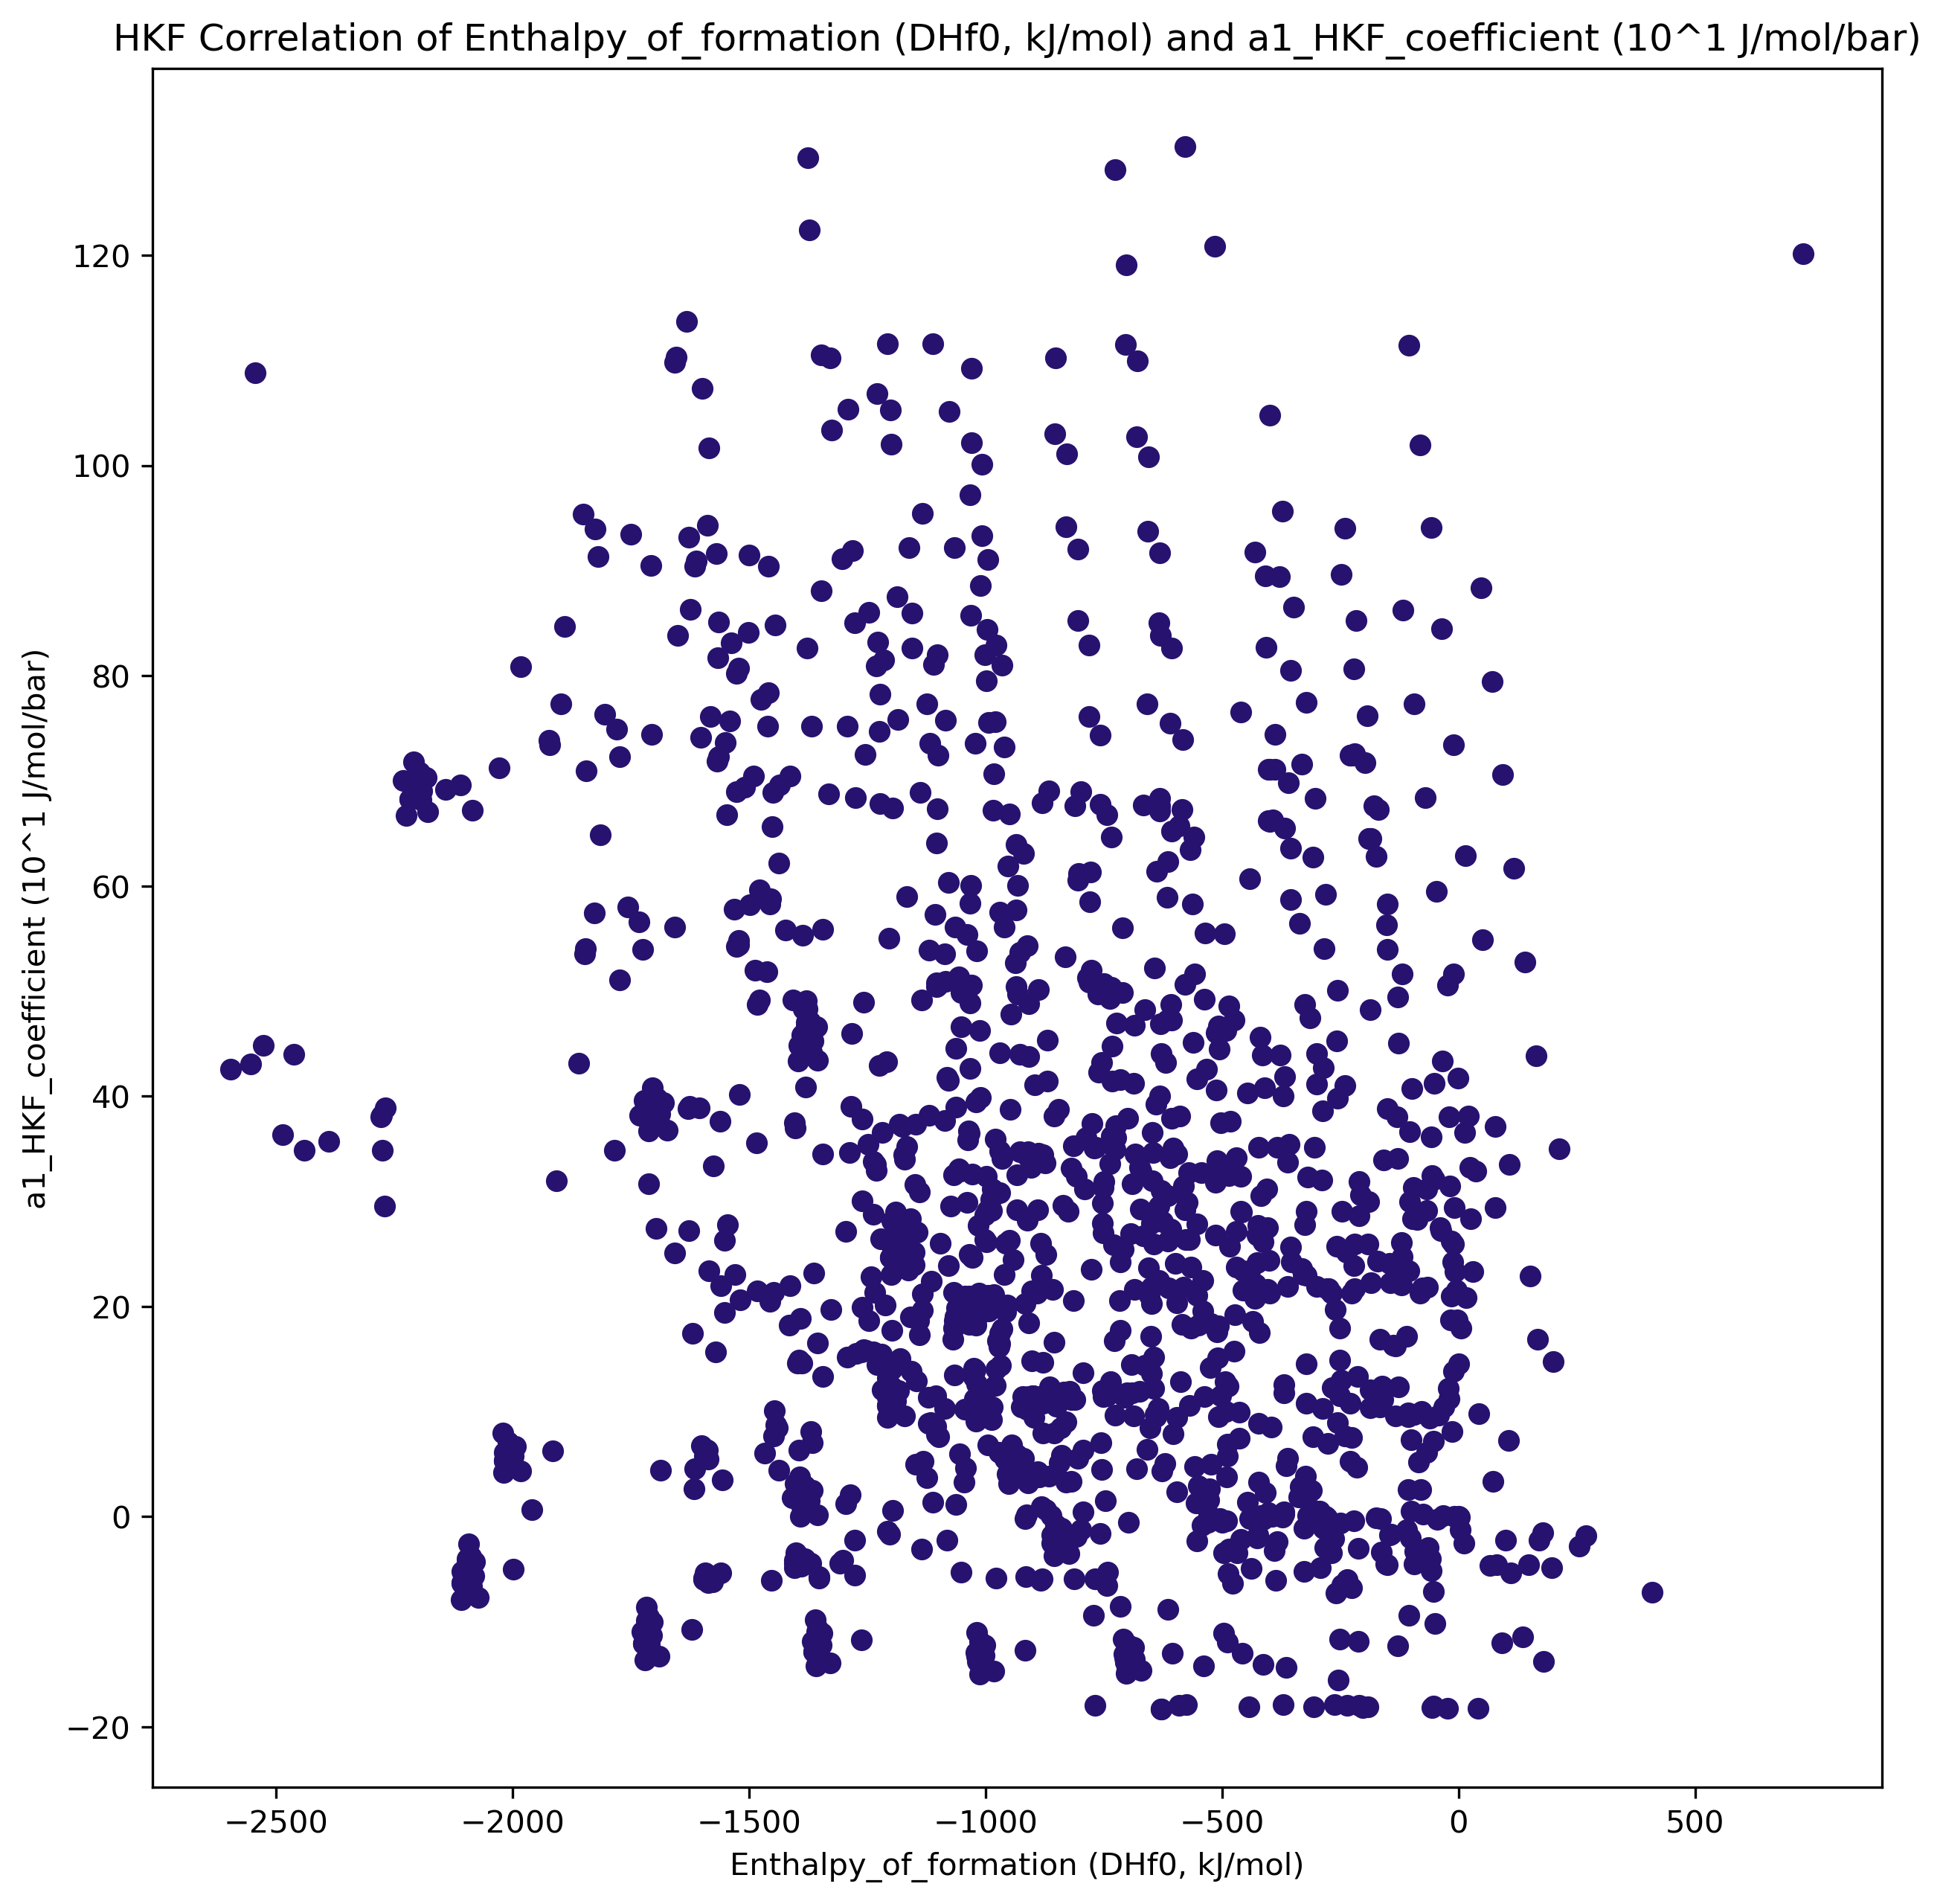 HKF Correlation of Enthalpy_of_formation (DHf0, kJ/mol) and a1_HKF_coefficient (10^1 J/mol/bar)
a1_HKF_coefficient (10^1 J/mol/bar)
120
100
80
60
40
20
0
−20
−2500 −2000 −1500 −1000 −500 0 500
Enthalpy_of_formation (DHf0, kJ/mol)